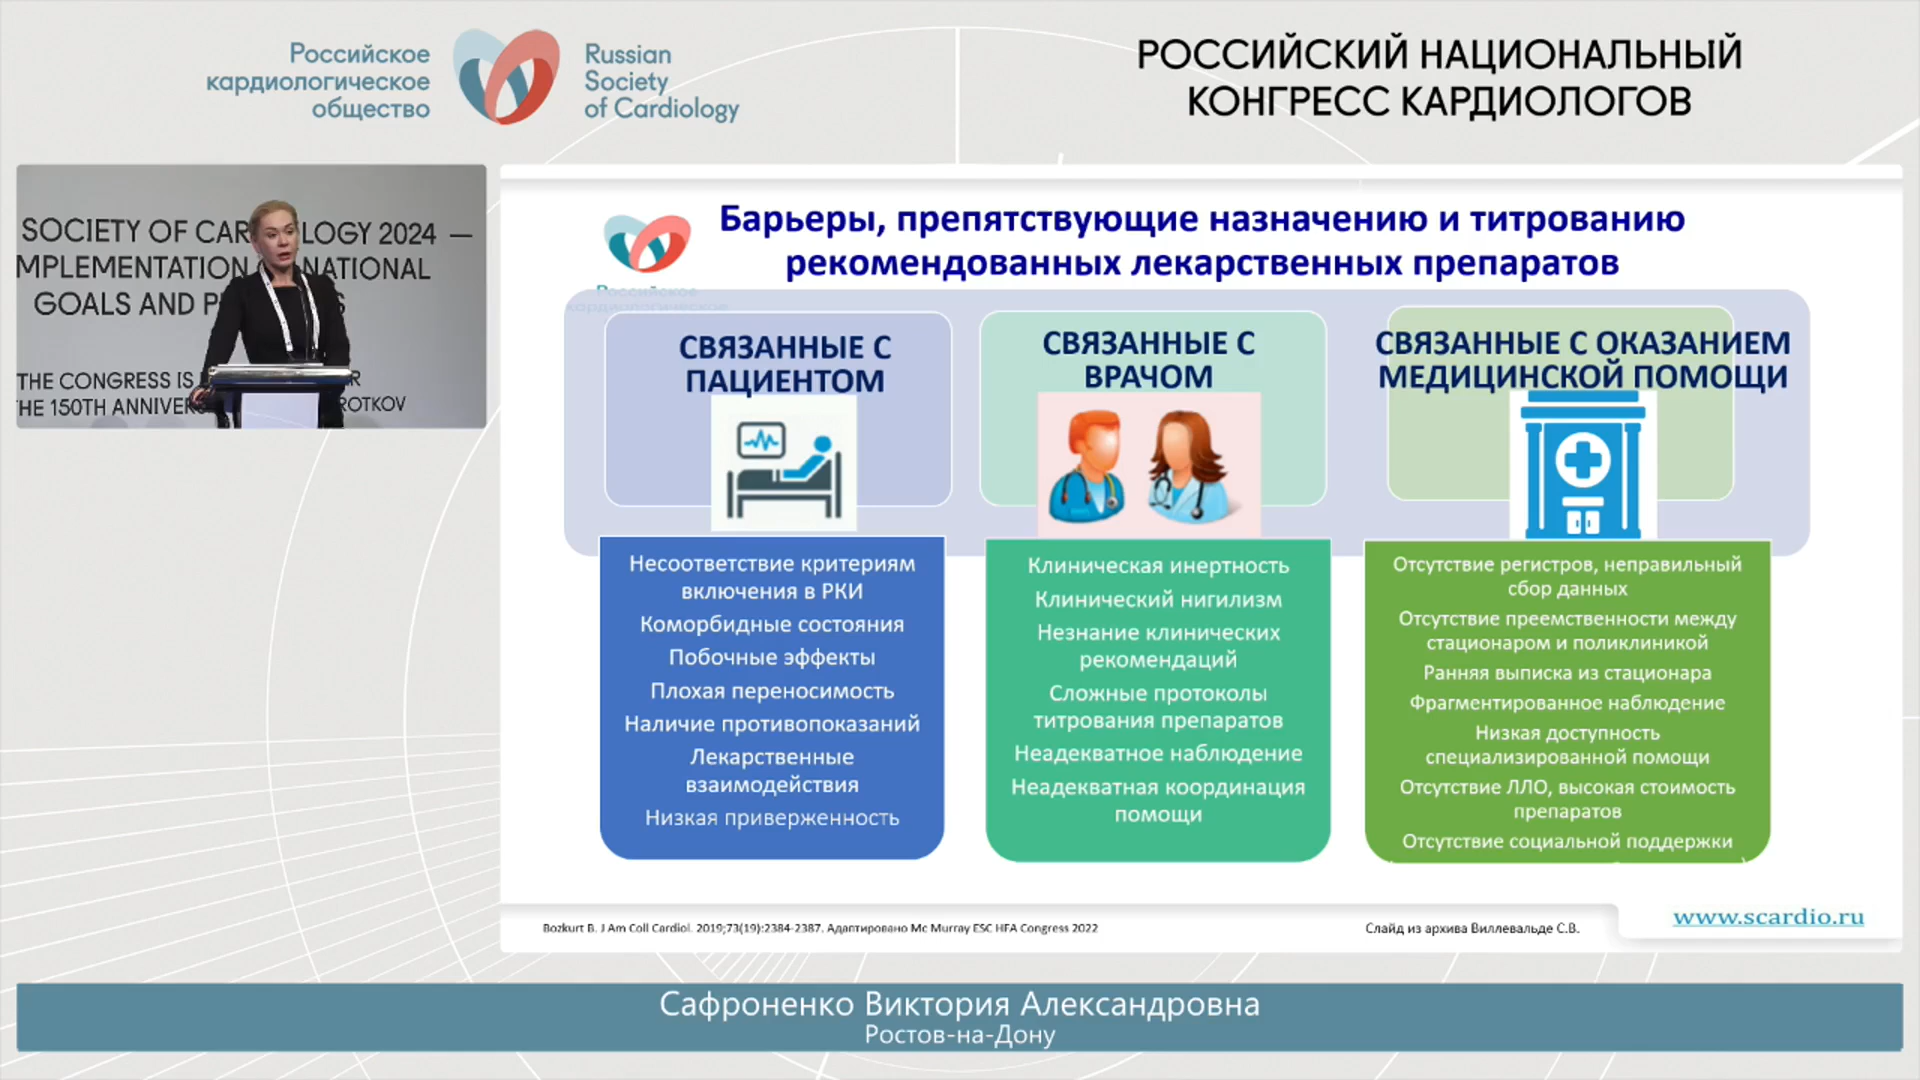 Российское
кардиологическое
общество
Russian
Society
of Cardiology
РОССИЙСКИЙ НАЦИОНАЛЬНЫЙ
КОНГРЕСС КАРДИОЛОГОВ
SOCIETY OF CAR LOGY 2024 —
MPLEMENTATION NATIONAL
GOALS AND P S
THE CONGRESS IS R
HE 150TH ANNIVERS ROTKOV
Барьеры, препятствующие назначению и титрованию
рекомендованных лекарственных препаратов
Российское
кардиологическое
СВЯЗАННЫЕ С
ПАЦИЕНТОМ
Несоответствие критериям
включения в РКИ
Коморбидные состояния
Побочные эффекты
Плохая переносимость
Наличие противопоказаний
Лекарственные
взаимодействия
Низкая приверженность
СВЯЗАННЫЕ С
ВРАЧОМ
Клиническая инертность
Клинический нигилизм
Незнание клинических
рекомендаций
Сложные протоколы
титрования препаратов
Неадекватное наблюдение
Неадекватная координация
помощи
СВЯЗАННЫЕ С ОКАЗАНИЕМ
МЕДИЦИНСКОЙ ПОМОЩИ
Отсутствие регистров, неправильный
сбор данных
Отсутствие преемственности между
стационаром и поликлиникой
Ранняя выписка из стационара
Фрагментированное наблюдение
Низкая доступность
специализированной помощи
Отсутствие ЛЛО, высокая стоимость
препаратов
Отсутствие социальной поддержки
Bozkurt B. J Am Coll Cardiol. 2019;73(19):2384-2387. Адаптировано Mc Murray ESC HFA Congress 2022
Слайд из архива Виллевальде С.В.
www.scardio.ru
Сафроненко Виктория Александровна
Ростов-на-Дону